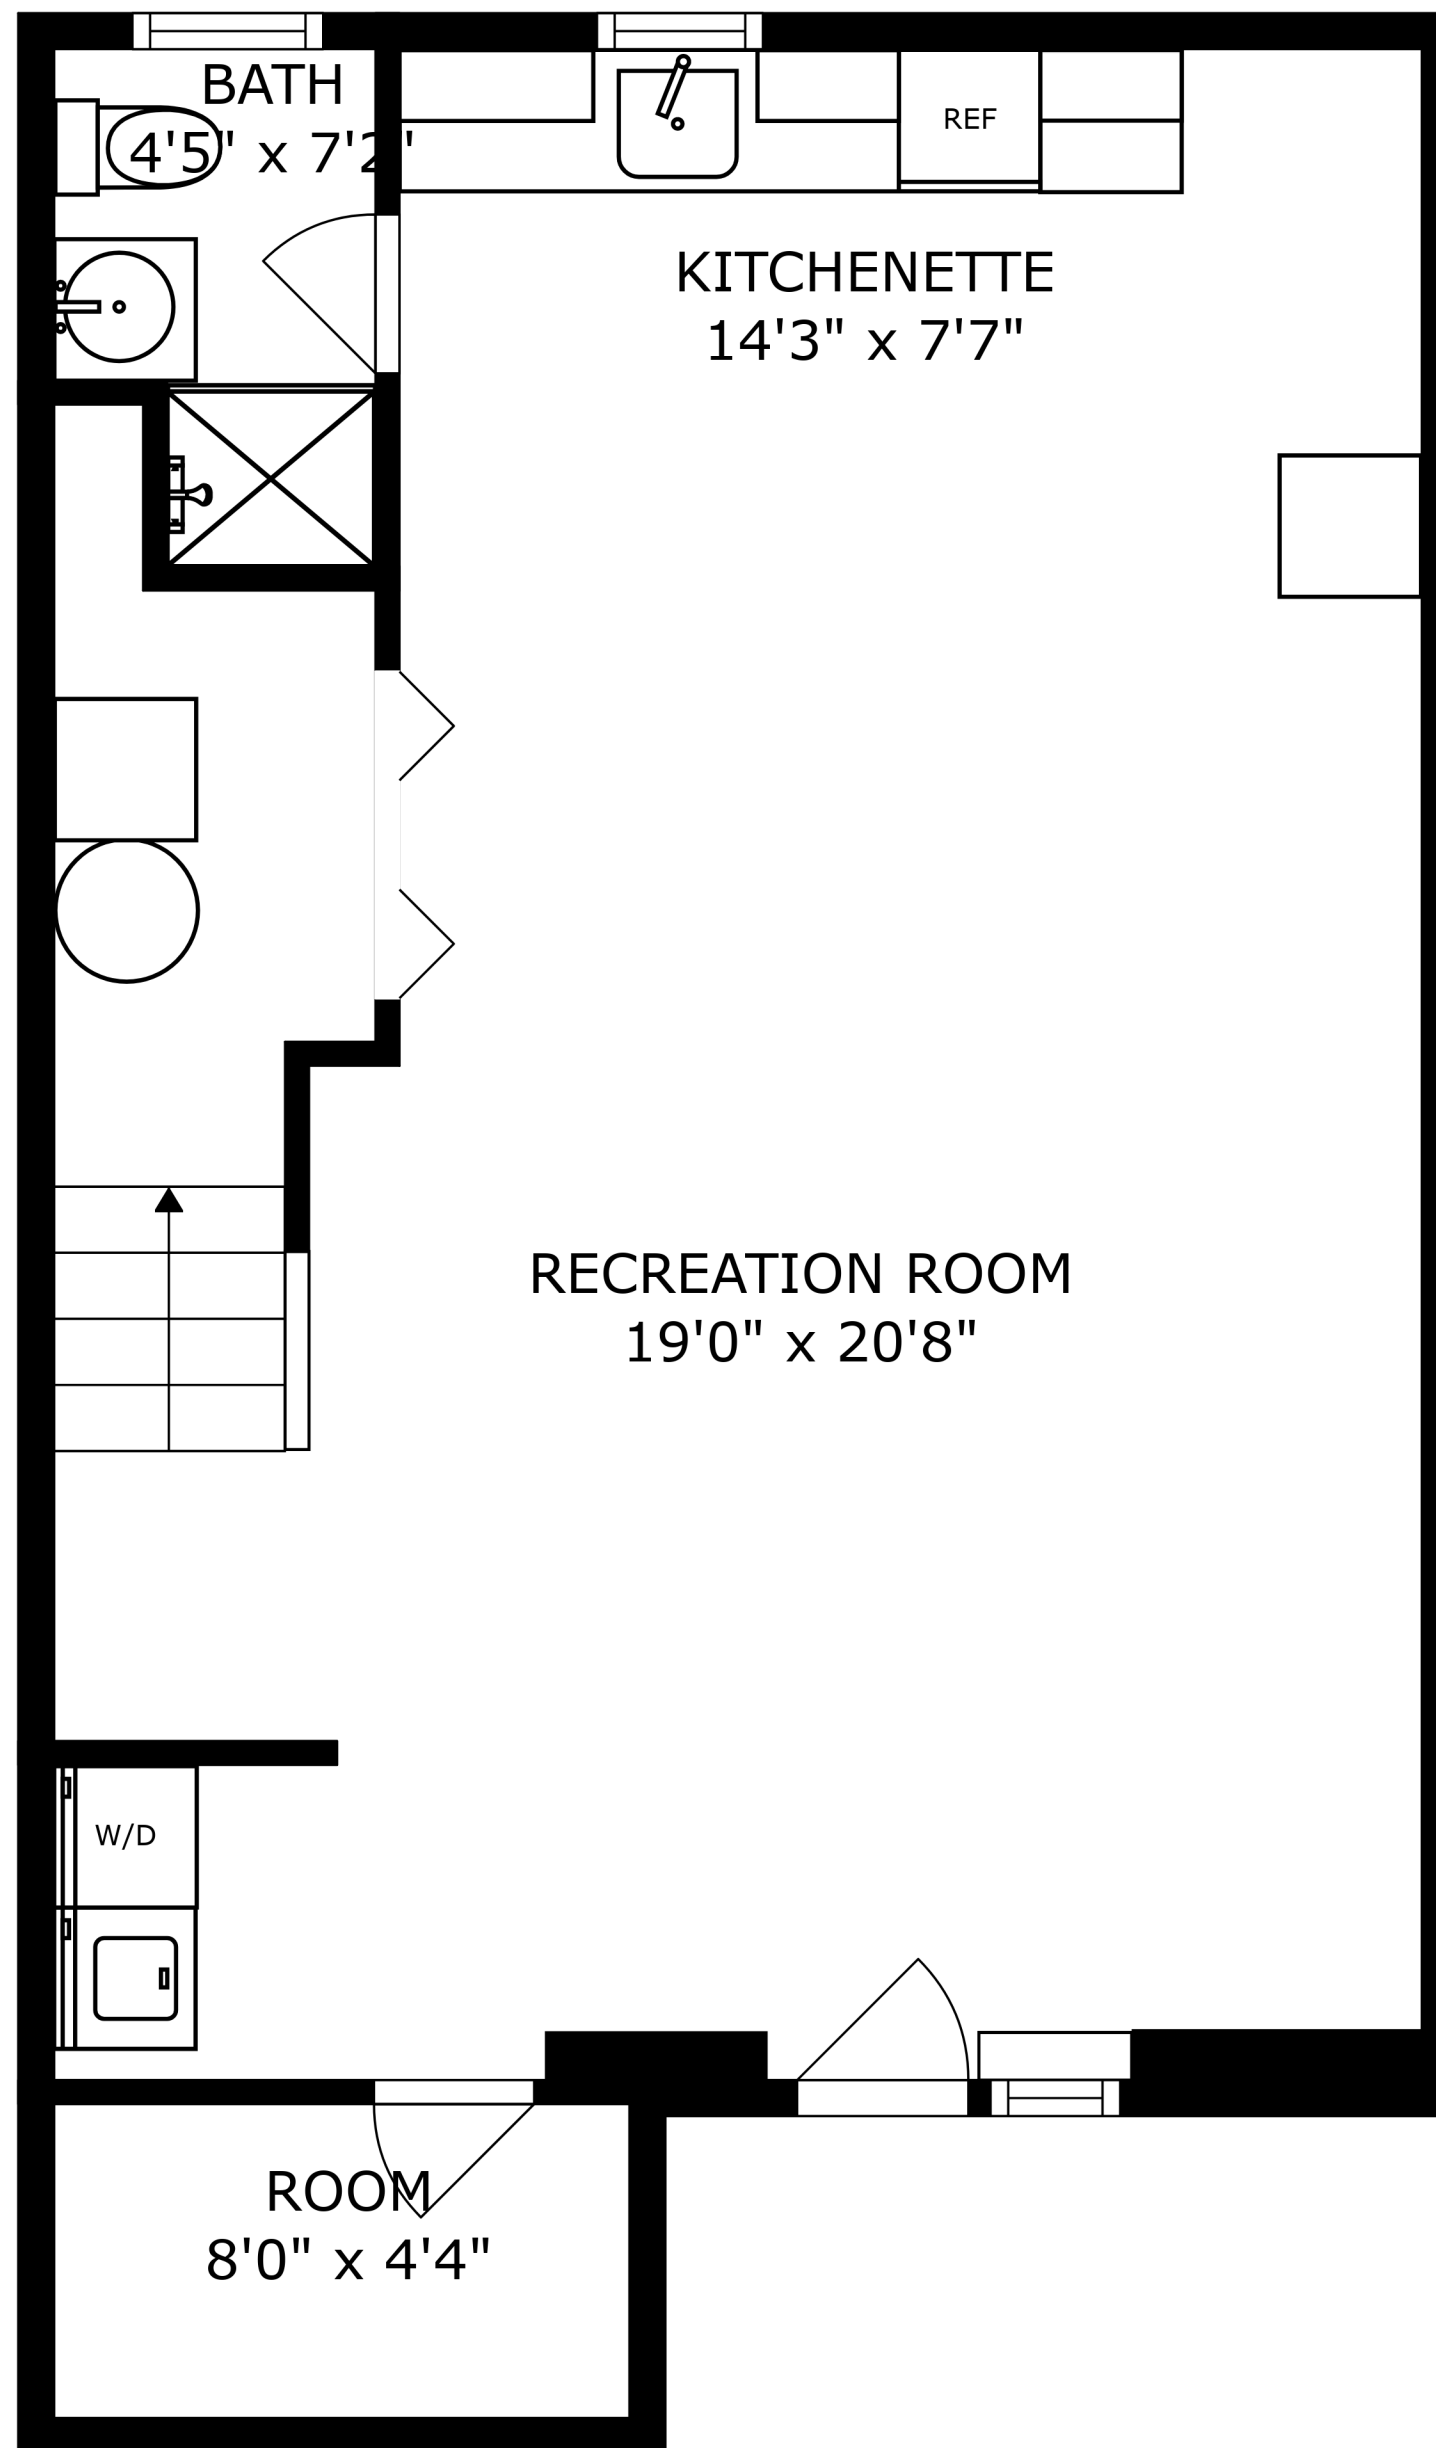 BATH
4'5" x 7'2"
REF
KITCHENETTE
14'3" x 7'7"
RECREATION ROOM
19'0" x 20'8"
W/D
ROOM
8'0" x 4'4"